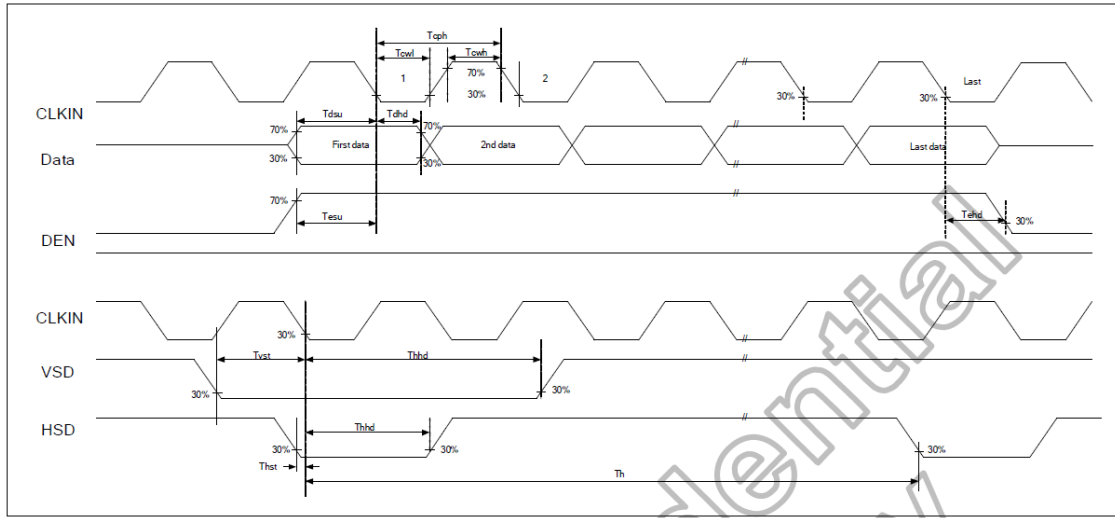 Tcph
Tcwl Tcwh
1 70% 2 Last
30% 30% 30%
CLKIN
Tdsu Tdhd
70% 70%
Data First data 2nd data // Last data
30% 30%
70% //
Tesu Tehd 30%
DEN
CLKIN
30% //
Tvst Thhd
VSD //
30% 30%
HSD Thhd //
30% 30% 30%
Thst Th